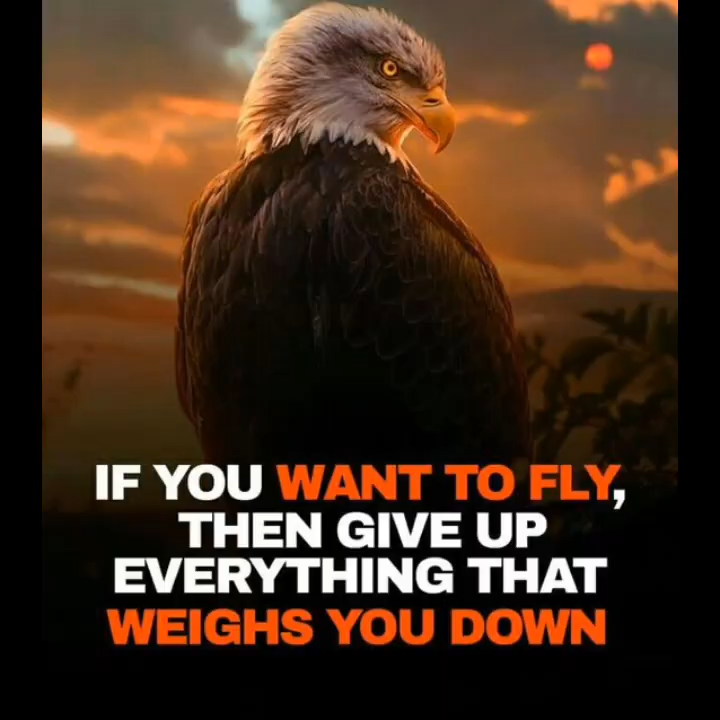 IF YOU WANT TO FLY,
THEN GIVE UP
EVERYTHING THAT
WEIGHS YOU DOWN